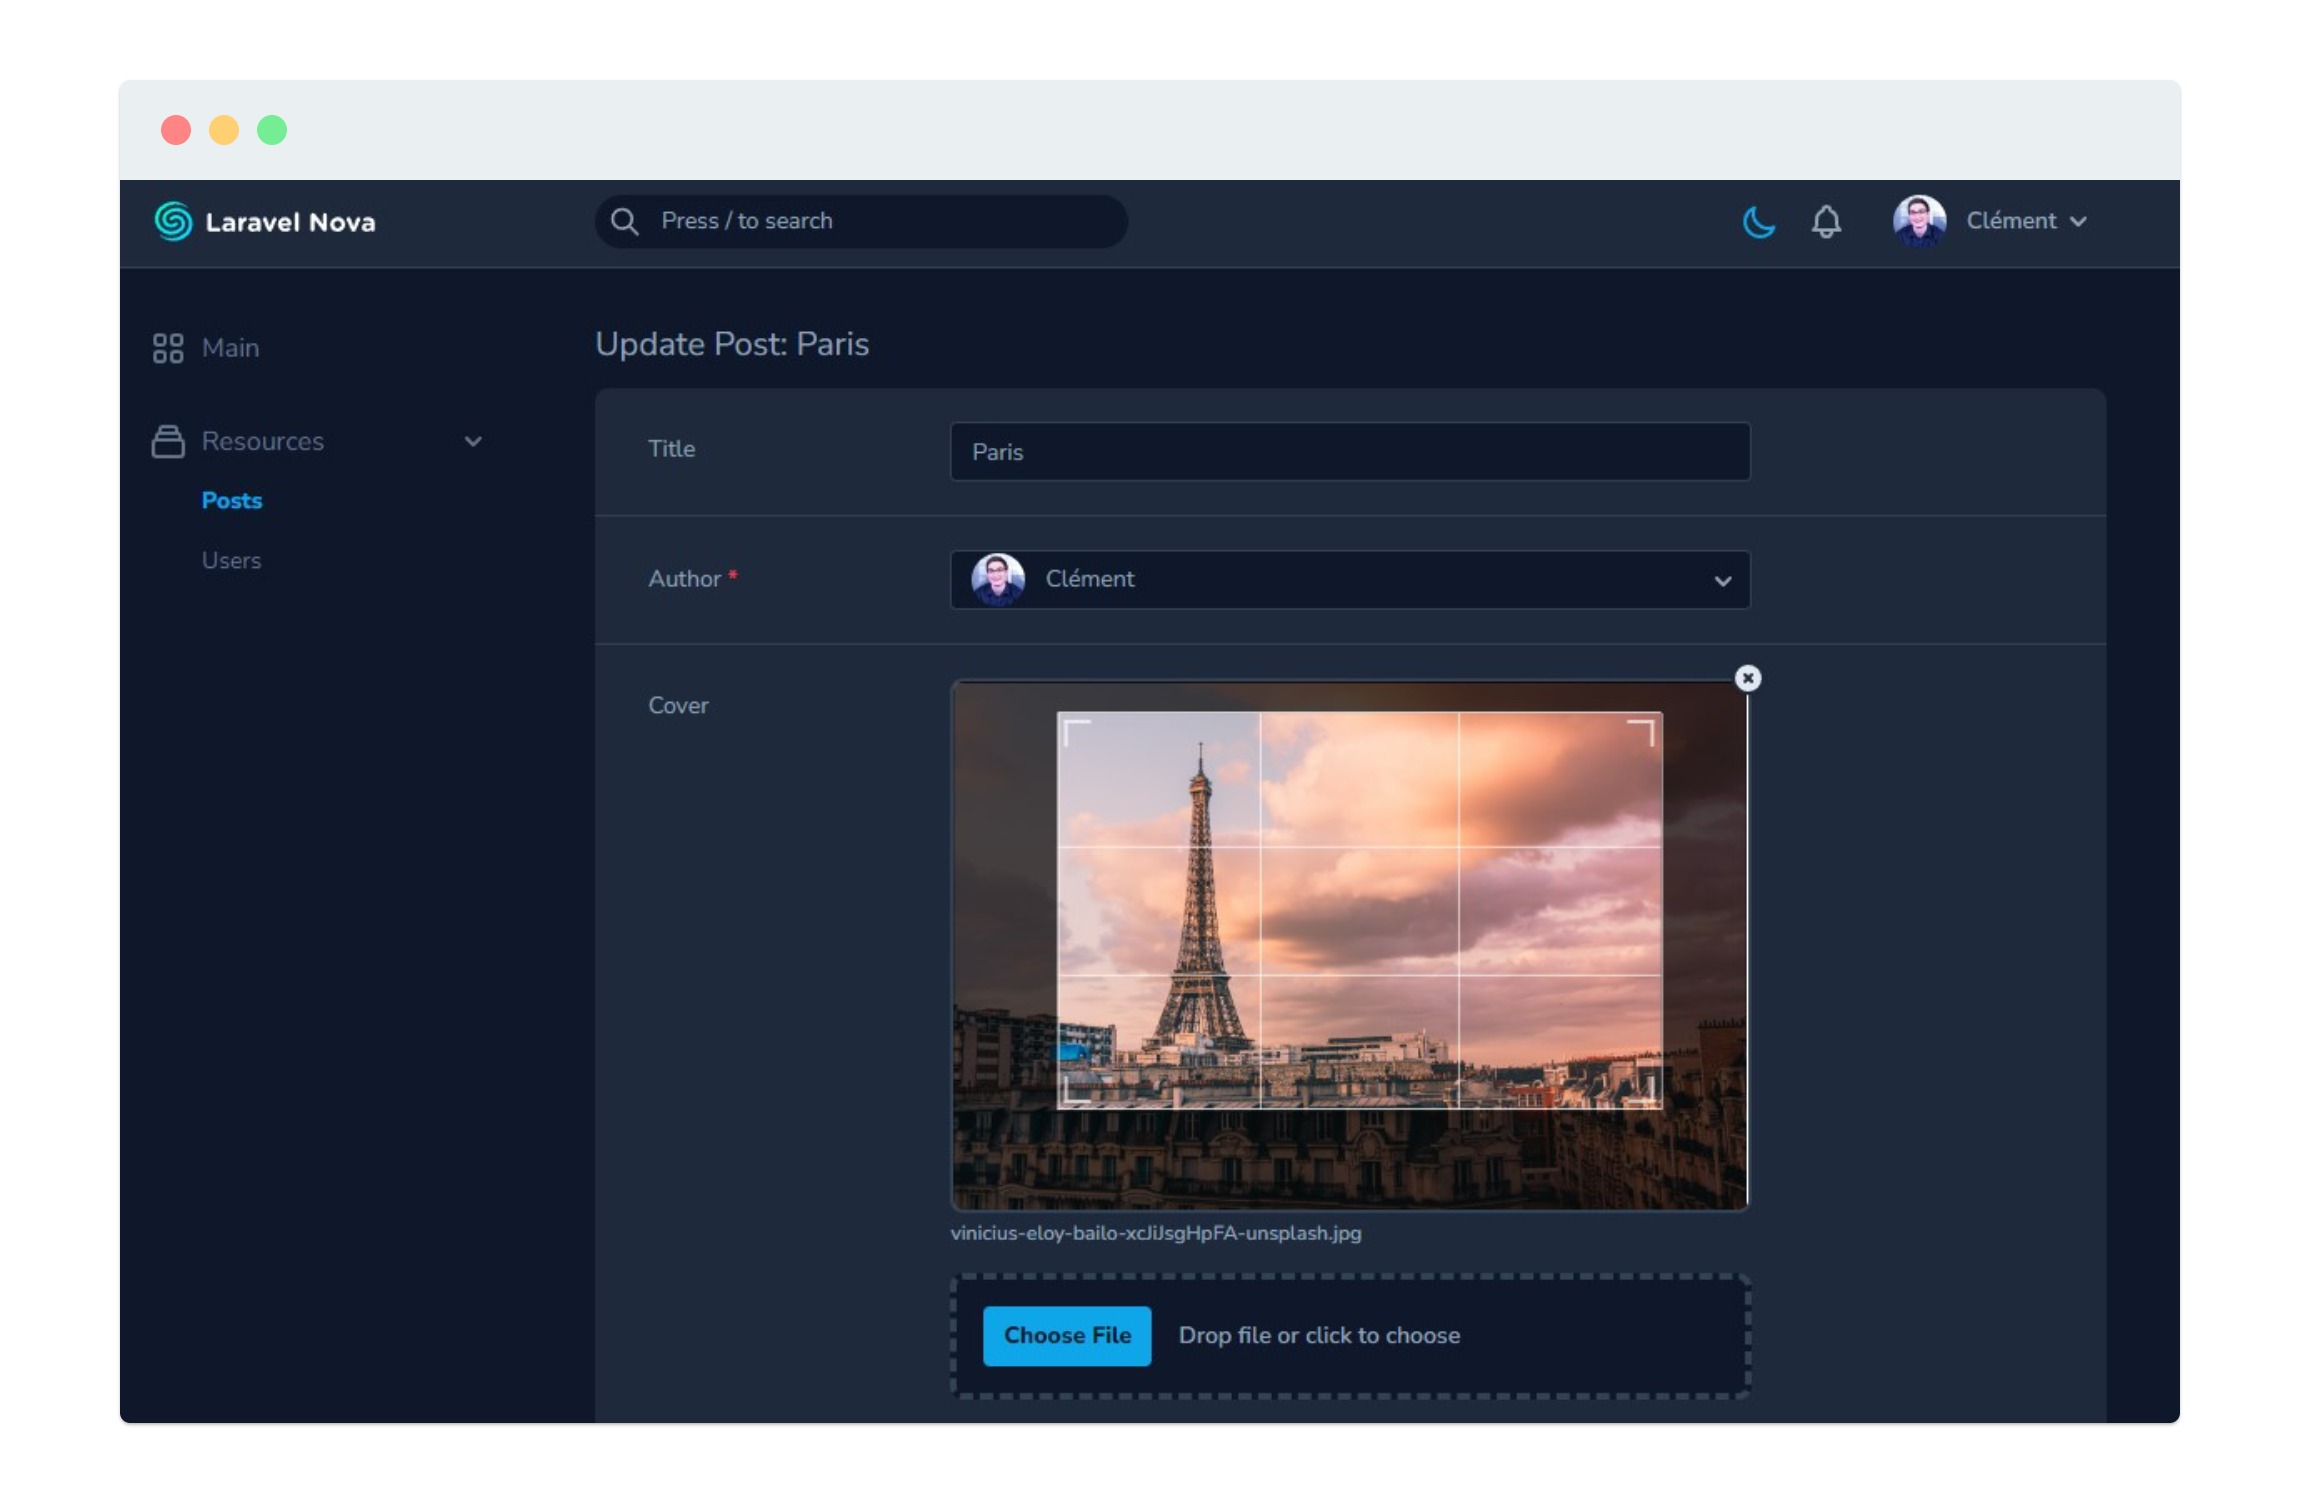 Laravel Nova
Press / to search
Clément
Main
Resources
Posts
Users
Update Post: Paris
Title
Paris
Author *
Clément
Cover
vinicius-eloy-bailo-xcJiJsgHpFA-unsplash.jpg
Choose File
Drop file or click to choose